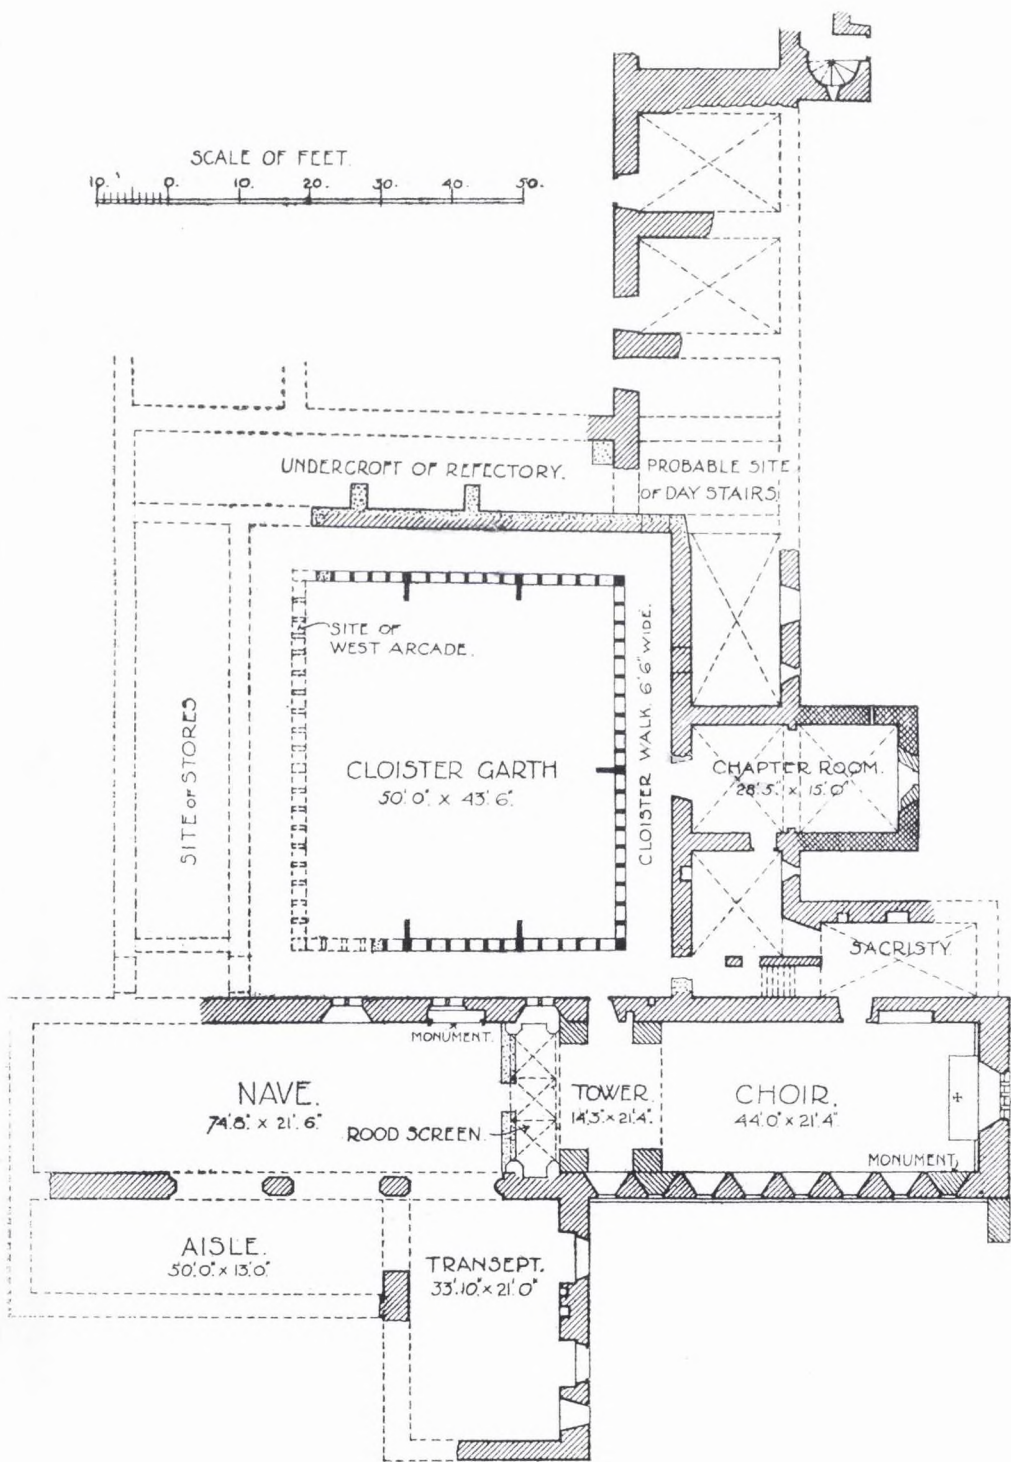 SCALE OF FEET.
10. 0. 10. 20. 30. 40. 50.
UNDERCROFT OF REFECTORY.
PROBABLE SITE
OF DAY STAIRS
SITE OF
WEST ARCADE.
CLOISTER WALK. 6'6" WIDE.
SITE OF STORES
CLOISTER GARTH
50'.0". x 43'.6".
CHAPTER ROOM.
28'.5". x 15'.0"
SACRISTY.
MONUMENT.
NAVE.
74'.8". x 21'.6".
ROOD SCREEN.
TOWER.
14'.3" x 21'.4".
CHOIR.
44'.0" x 21'.4"
MONUMENT.
AISLE.
50'.0". x 13'.0".
TRANSEPT.
33'.10". x 21'.0"